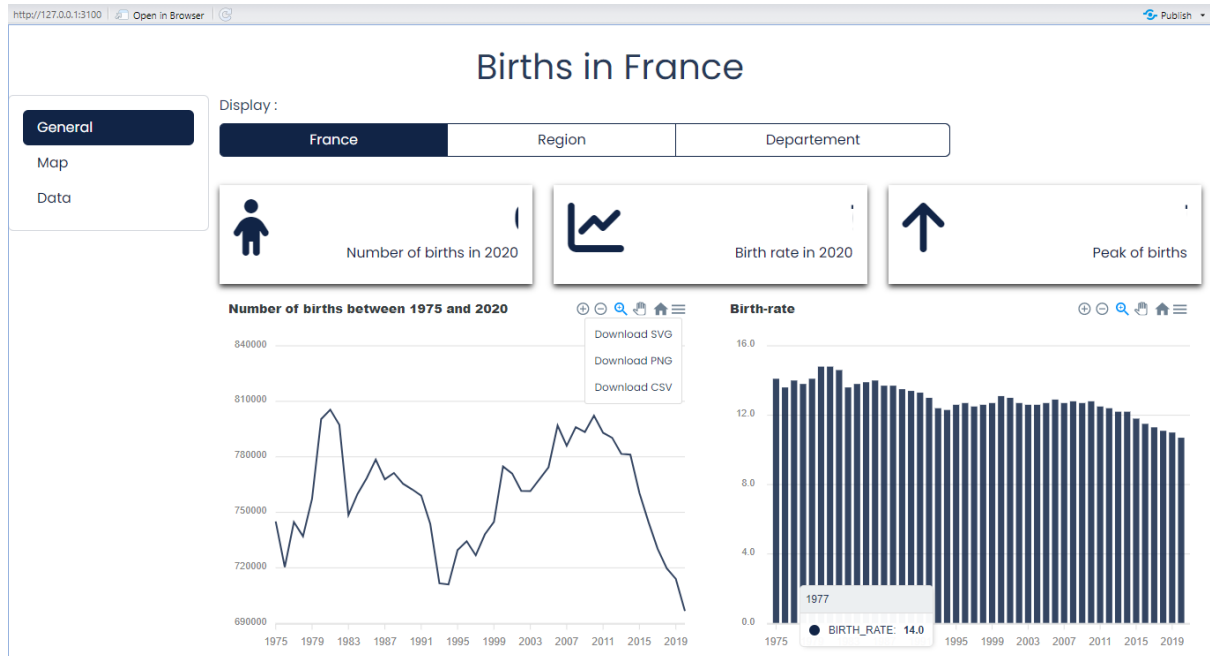 http://127.0.0.1:3100 Open in Browser Publish
Births in France
General
Map
Data
Display :
France Region Departement
Number of births in 2020
Birth rate in 2020
Peak of births
Number of births between 1975 and 2020
Download SVG
Download PNG
Download CSV
840000
810000
780000
750000
720000
690000
1975 1979 1983 1987 1991 1995 1999 2003 2007 2011 2015 2019
Birth-rate
16.0
12.0
8.0
4.0
0.0
1977
BIRTH_RATE: 14.0
1975 1995 1999 2003 2007 2011 2015 2019